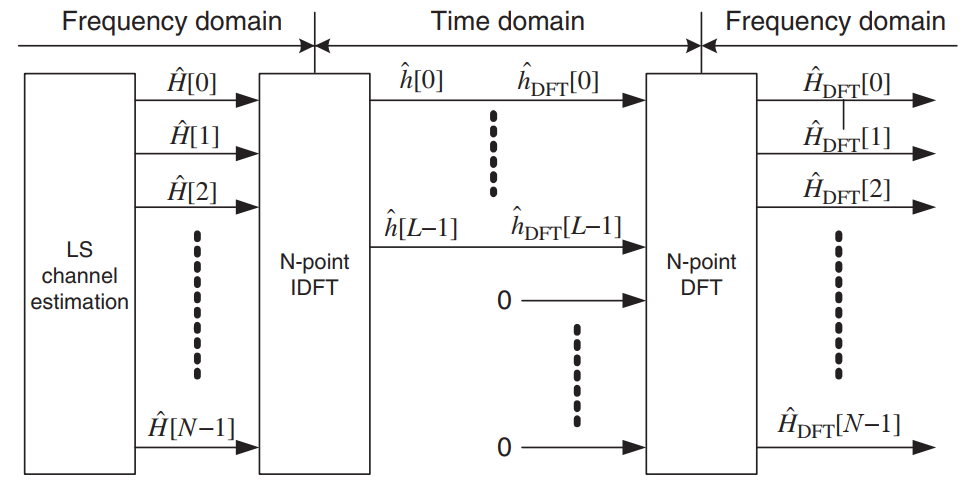 Frequency domain Time domain Frequency domain
Ĥ[0] ĥ[0] ĥ_DFT[0] Ĥ_DFT[0]
Ĥ[1] Ĥ_DFT[1]
Ĥ[2] Ĥ_DFT[2]
ĥ[L−1] ĥ_DFT[L−1]
LS
channel
estimation
N-point
IDFT
N-point
DFT
0
0
Ĥ[N−1] Ĥ_DFT[N−1]